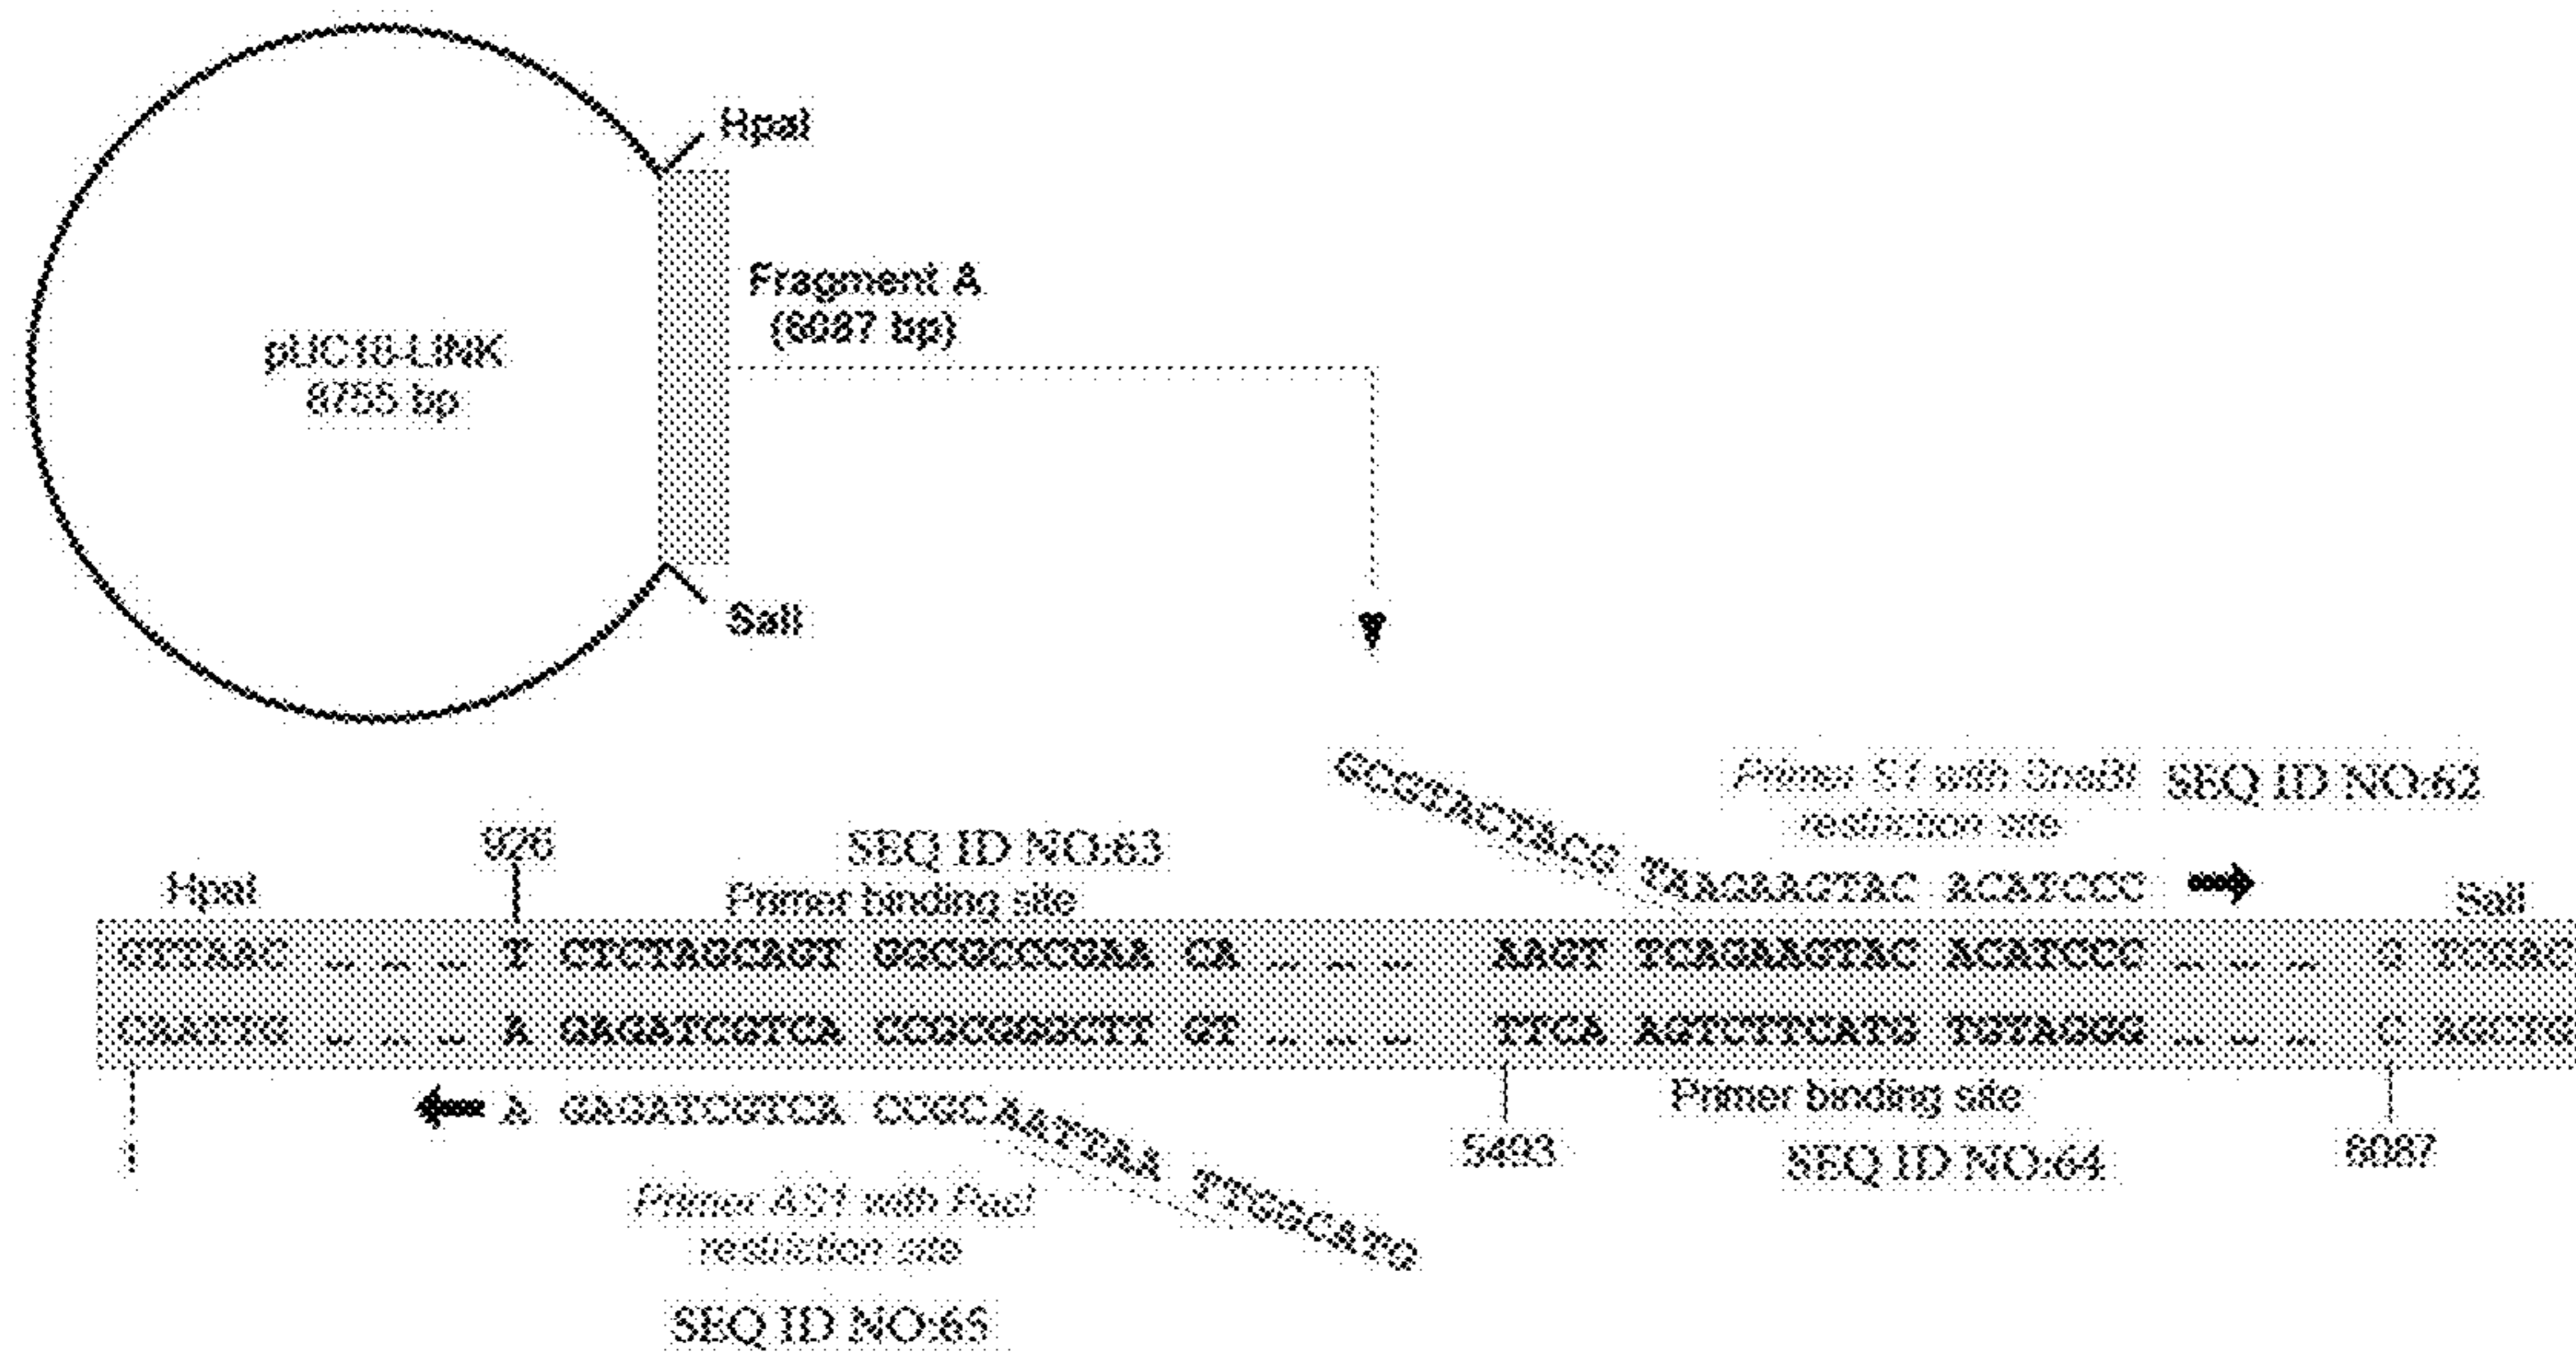 HpaI
Fragment A
(6087 bp)
pUC18-LINK
8755 bp
SalI
GCGTACTACG TAAGAAGTAC ACATCCC
Primer S1 with SnaBI SEQ ID NO:62
restriction site
926
SEQ ID NO:63
HpaI
Primer binding site
SalI
GTTAAC ... ... ... T CTCTAGCAGT GGCGCCCGAA CA ... ... ... AAGT TCAGAAGTAC ACATCCC ... ... ... G TCGAC
CAATTG ... ... ... A GAGATCGTCA CCGCGGGCTT GT ... ... ... TTCA AGTCTTCATG TGTAGGG ... ... ... C AGCTG
A GAGATCGTCA CCGCAATTAA TTGGCATG
Primer binding site
1
5493
SEQ ID NO:64
6087
Primer AS1 with PacI
restriction site
SEQ ID NO:65